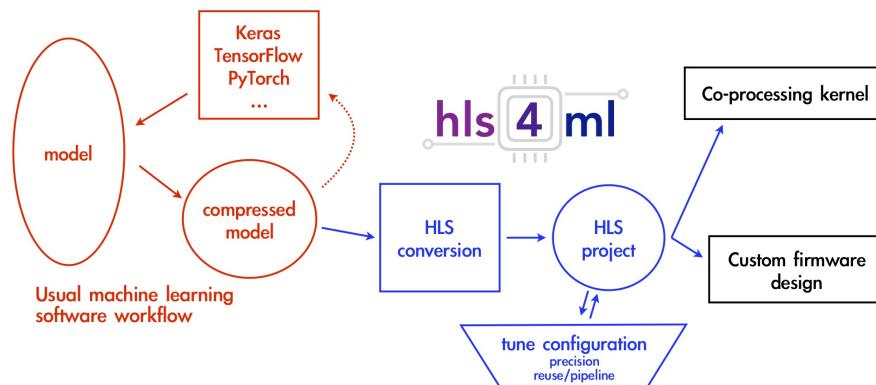 Keras
TensorFlow
PyTorch
...
model
compressed
model
Usual machine learning
software workflow
hls 4 ml
HLS
conversion
HLS
project
tune configuration
precision
reuse/pipeline
Co-processing kernel
Custom firmware
design